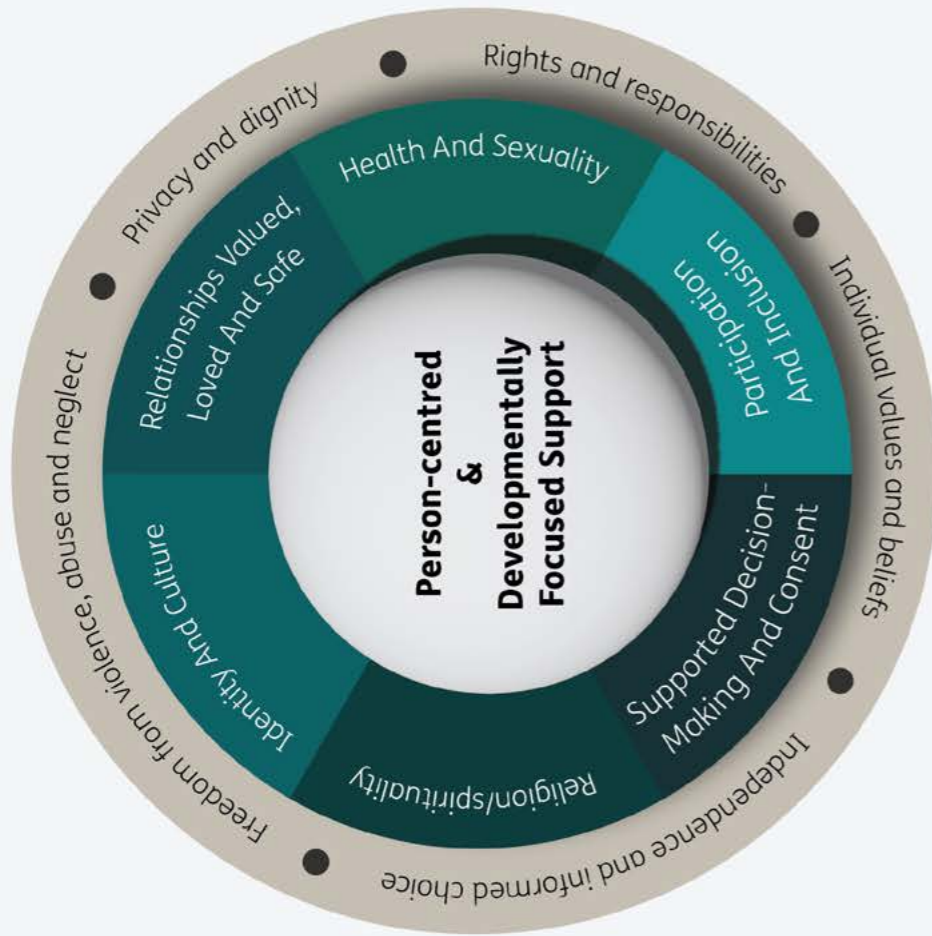 Person-centred
&
Developmentally
Focused Support
Health And Sexuality
Participation
And Inclusion
Supported Decision-
Making And Consent
Religion/spirituality
Identity And Culture
Relationships Valued,
Loved And Safe
Rights and responsibilities
Individual values and beliefs
Independence and informed choice
Freedom from violence, abuse and neglect
Privacy and dignity